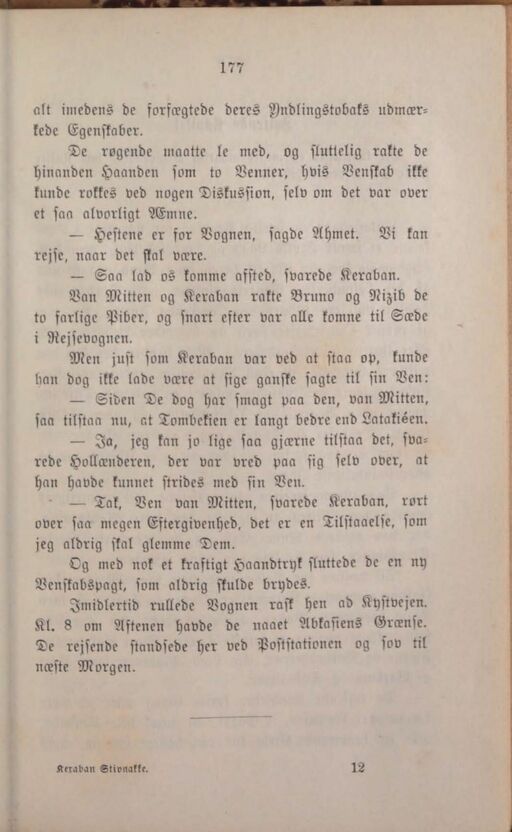 177
alt imedens de forfægtede deres Yndlingstobaks udmær-
kede Egenskaber.
De røgende maatte le med, og sluttelig rakte de
hinanden Haanden som to Venner, hvis Venskab ikke
kunde rokkes ved nogen Diskussion, selv om det var over
et saa alvorligt Æmne.
— Hestene er for Vognen, sagde Ahmet. Vi kan
rejse, naar det skal være.
— Saa lad os komme affsted, svarede Keraban.
Van Mitten og Keraban rakte Bruno og Nizib de
to farlige Piber, og snart efter var alle komne til Sæde
i Rejsevognen.
Men just som Keraban var ved at staa op, kunde
han dog ikke lade være at sige ganske sagte til sin Ven:
— Siden De dog har smagt paa den, van Mitten,
saa tilstaa nu, at Tombekien er langt bedre end Latakiéen.
— Ja, jeg kan jo lige saa gjærne tilstaa det, sva-
rede Hollænderen, der var vred paa sig selv over, at
han havde kunnet strides med sin Ven.
— Tak, Ven van Mitten, svarede Keraban, rørt
over saa megen Eftergivenhed, det er en Tilstaaelse, som
jeg aldrig skal glemme Dem.
Og med nok et kraftigt Haandtryk sluttede de en ny
Venskabspagt, som aldrig skulde brydes.
Imidlertid rullede Vognen rask hen ad Kystvejen.
Kl. 8 om Aftenen havde de naaet Abkasiens Grænse.
De rejsende standsede her ved Poststationen og sov til
næste Morgen.
Keraban Stivnakke. 12